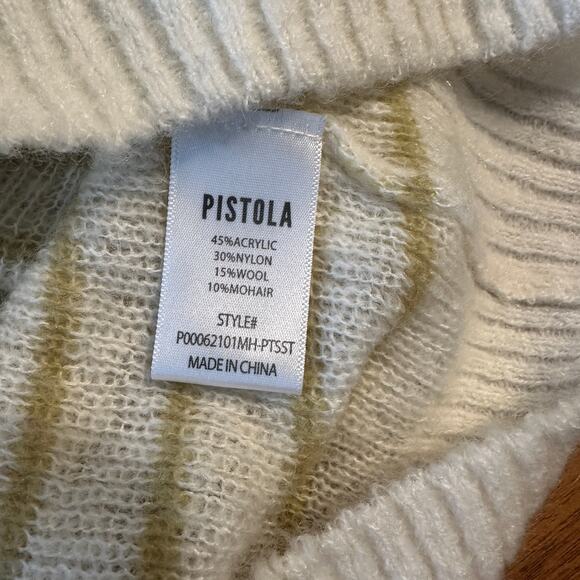 PISTOLA
45%ACRYLIC
30%NYLON
15%WOOL
10%MOHAIR
STYLE#
P00062101MH-PTSST
MADE IN CHINA